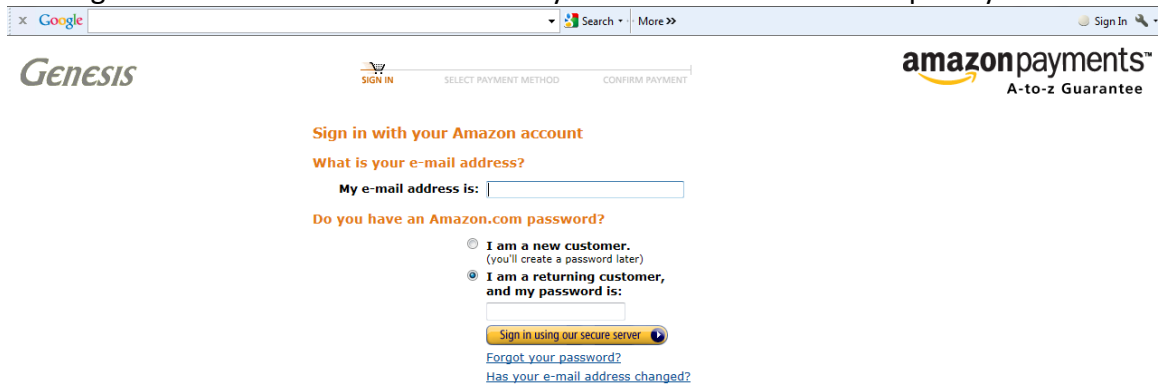 x Google Search More >> Sign In
Genesis
SIGN IN SELECT PAYMENT METHOD CONFIRM PAYMENT
amazonpayments™
A-to-z Guarantee
Sign in with your Amazon account
What is your e-mail address?
My e-mail address is:
Do you have an Amazon.com password?
I am a new customer.
(you'll create a password later)
I am a returning customer,
and my password is:
Sign in using our secure server
Forgot your password?
Has your e-mail address changed?